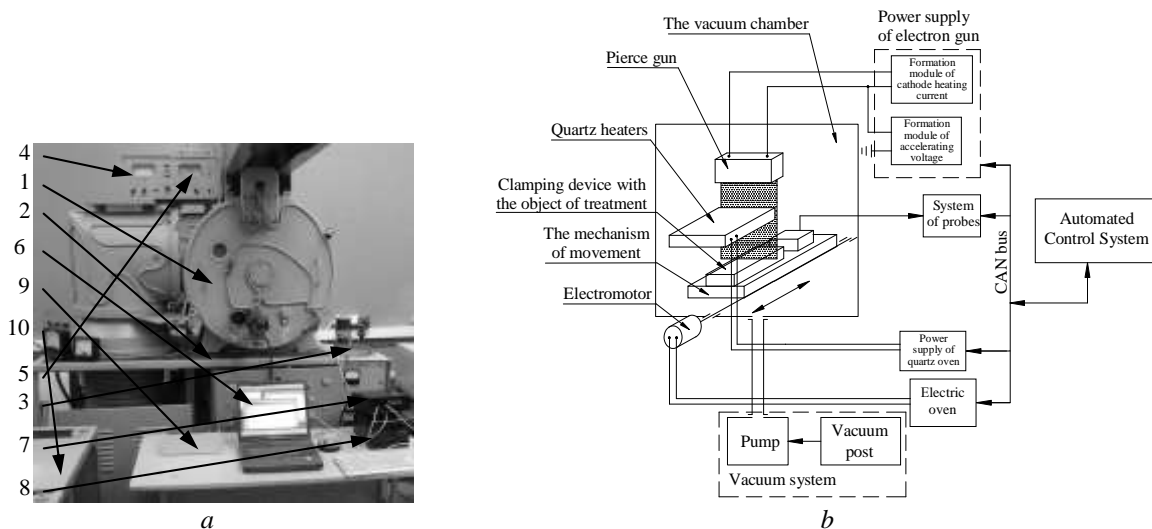 4
1
2
6
9
10
5
3
7
8
a
The vacuum chamber
Pierce gun
Quartz heaters
Clamping device with
the object of treatment
The mechanism
of movement
Electromotor
Power supply
of electron gun
Formation
module of
cathode heating
current
Formation
module of
accelerating
voltage
System
of probes
CAN bus
Automated
Control System
Power
supply of
quartz oven
Electric
oven
Pump
Vacuum
post
Vacuum system
b